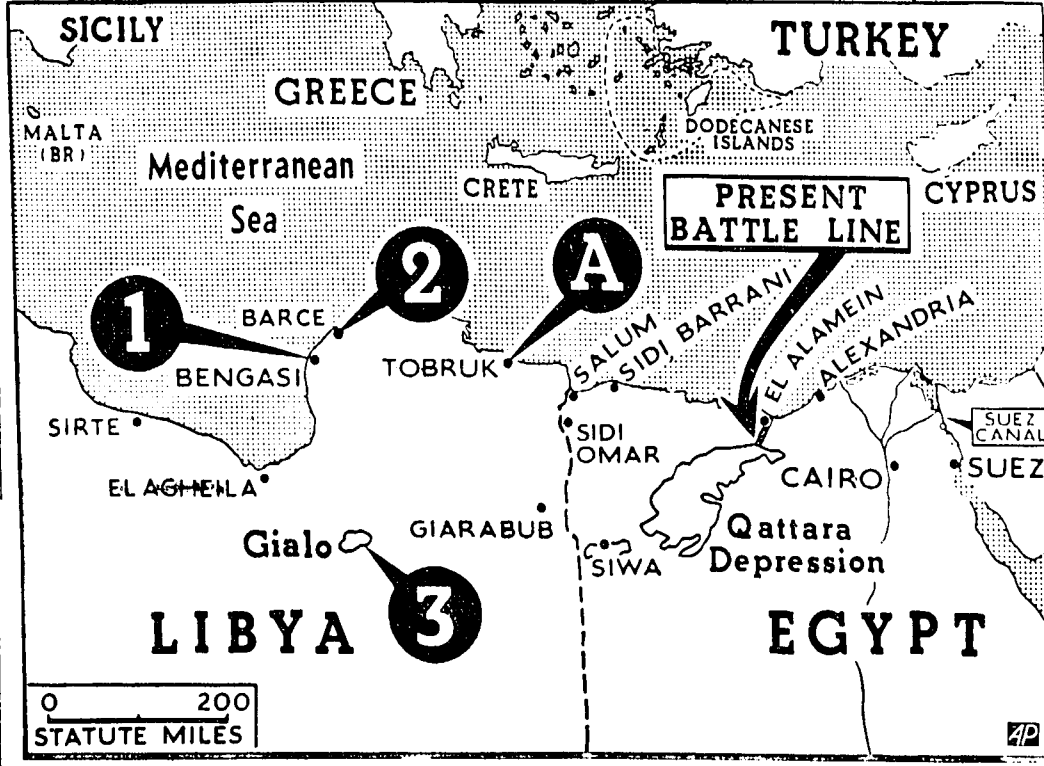 SICILY
TURKEY
GREECE
MALTA
(BR)
DODECANESE
ISLANDS
Mediterranean
Sea
CRETE
PRESENT
BATTLE LINE
CYPRUS
2
A
1
BARCE
BENGASI
TOBRUK
SALUM
SIDI BARRANI
EL ALAMEIN
ALEXANDRIA
SIRTE
SIDI
OMAR
SUEZ
CANAL
CAIRO
SUEZ
EL AGHEILA
GIARABUB
Gialo
SIWA
Qattara
Depression
3
LIBYA
EGYPT
0 200
STATUTE MILES
AP